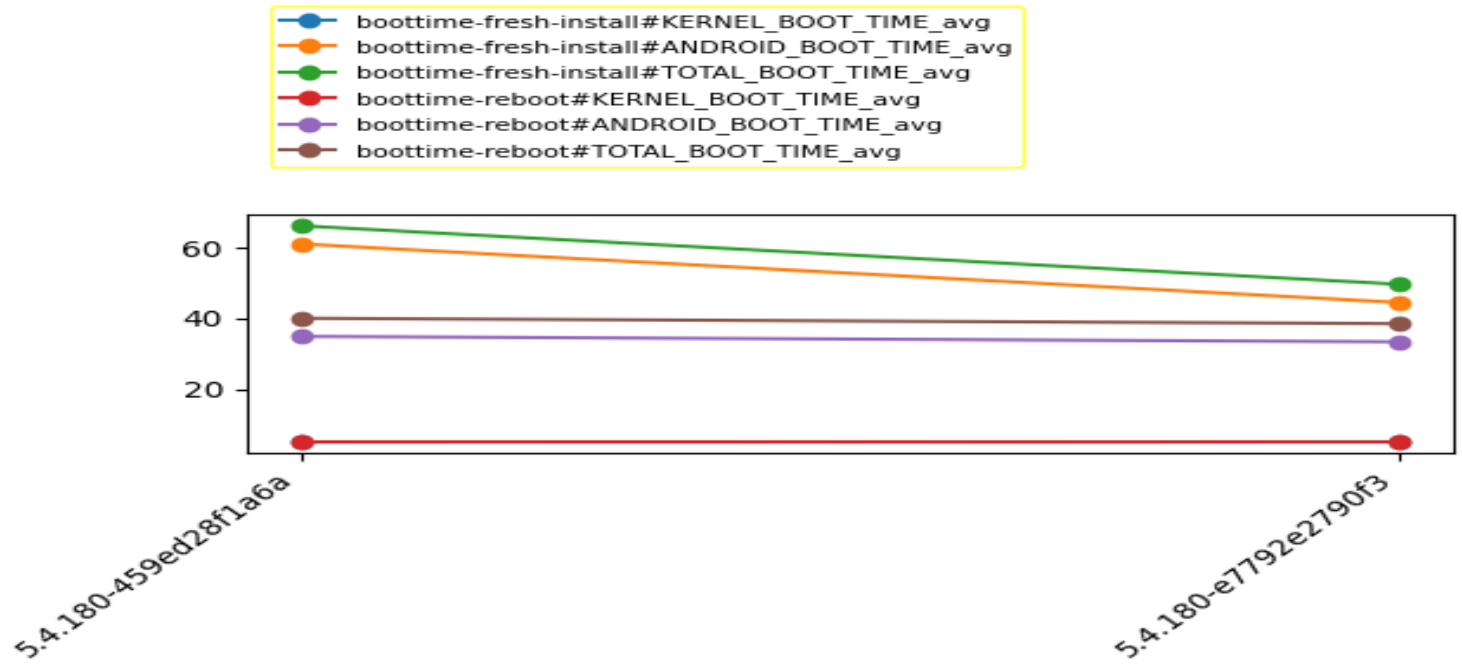 boottime-fresh-install#KERNEL_BOOT_TIME_avg
boottime-fresh-install#ANDROID_BOOT_TIME_avg
boottime-fresh-install#TOTAL_BOOT_TIME_avg
boottime-reboot#KERNEL_BOOT_TIME_avg
boottime-reboot#ANDROID_BOOT_TIME_avg
boottime-reboot#TOTAL_BOOT_TIME_avg
60
40
20
5.4.180-459ed28f1a6a
5.4.180-e7792e2790f3